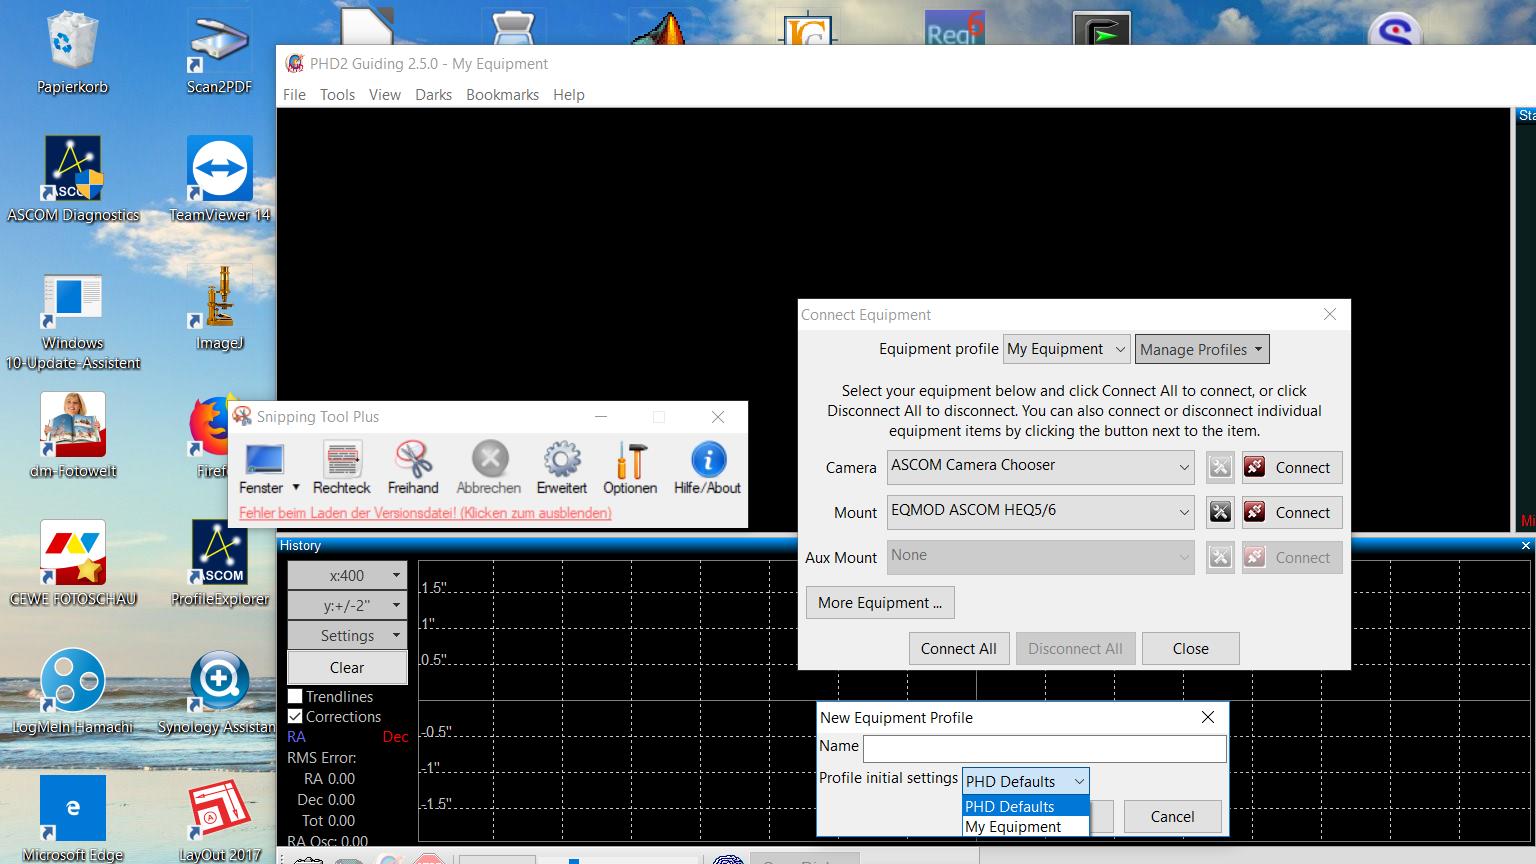 Papierkorb
Scan2PDF
ASCOM Diagnostics
TeamViewer 14
Windows
10-Update-Assistent
ImageJ
dm-Fotowelt
CEWE FOTOSCHAU
ASCOM
ProfileExplorer
LogMeIn Hamachi
Synology Assistan
Microsoft Edge
LayOut 2017
PHD2 Guiding 2.5.0 - My Equipment
File Tools View Darks Bookmarks Help
Snipping Tool Plus
Fenster Rechteck Freihand Abbrechen Erweitert Optionen Hilfe/About
Fehler beim Laden der Versionsdatei! (Klicken zum ausblenden)
Connect Equipment
Equipment profile My Equipment Manage Profiles
Select your equipment below and click Connect All to connect, or click
Disconnect All to disconnect. You can also connect or disconnect individual
equipment items by clicking the button next to the item.
Camera ASCOM Camera Chooser Connect
Mount EQMOD ASCOM HEQ5/6 Connect
Aux Mount None Connect
More Equipment ...
Connect All Disconnect All Close
History
x:400
y:+/-2"
Settings
Clear
Trendlines
Corrections
RA Dec
RMS Error:
RA 0.00
Dec 0.00
Tot 0.00
RA Osc: 0.00
1.5"
1"
0.5"
-0.5"
-1"
-1.5"
New Equipment Profile
Name
Profile initial settings PHD Defaults
PHD Defaults
My Equipment
Cancel